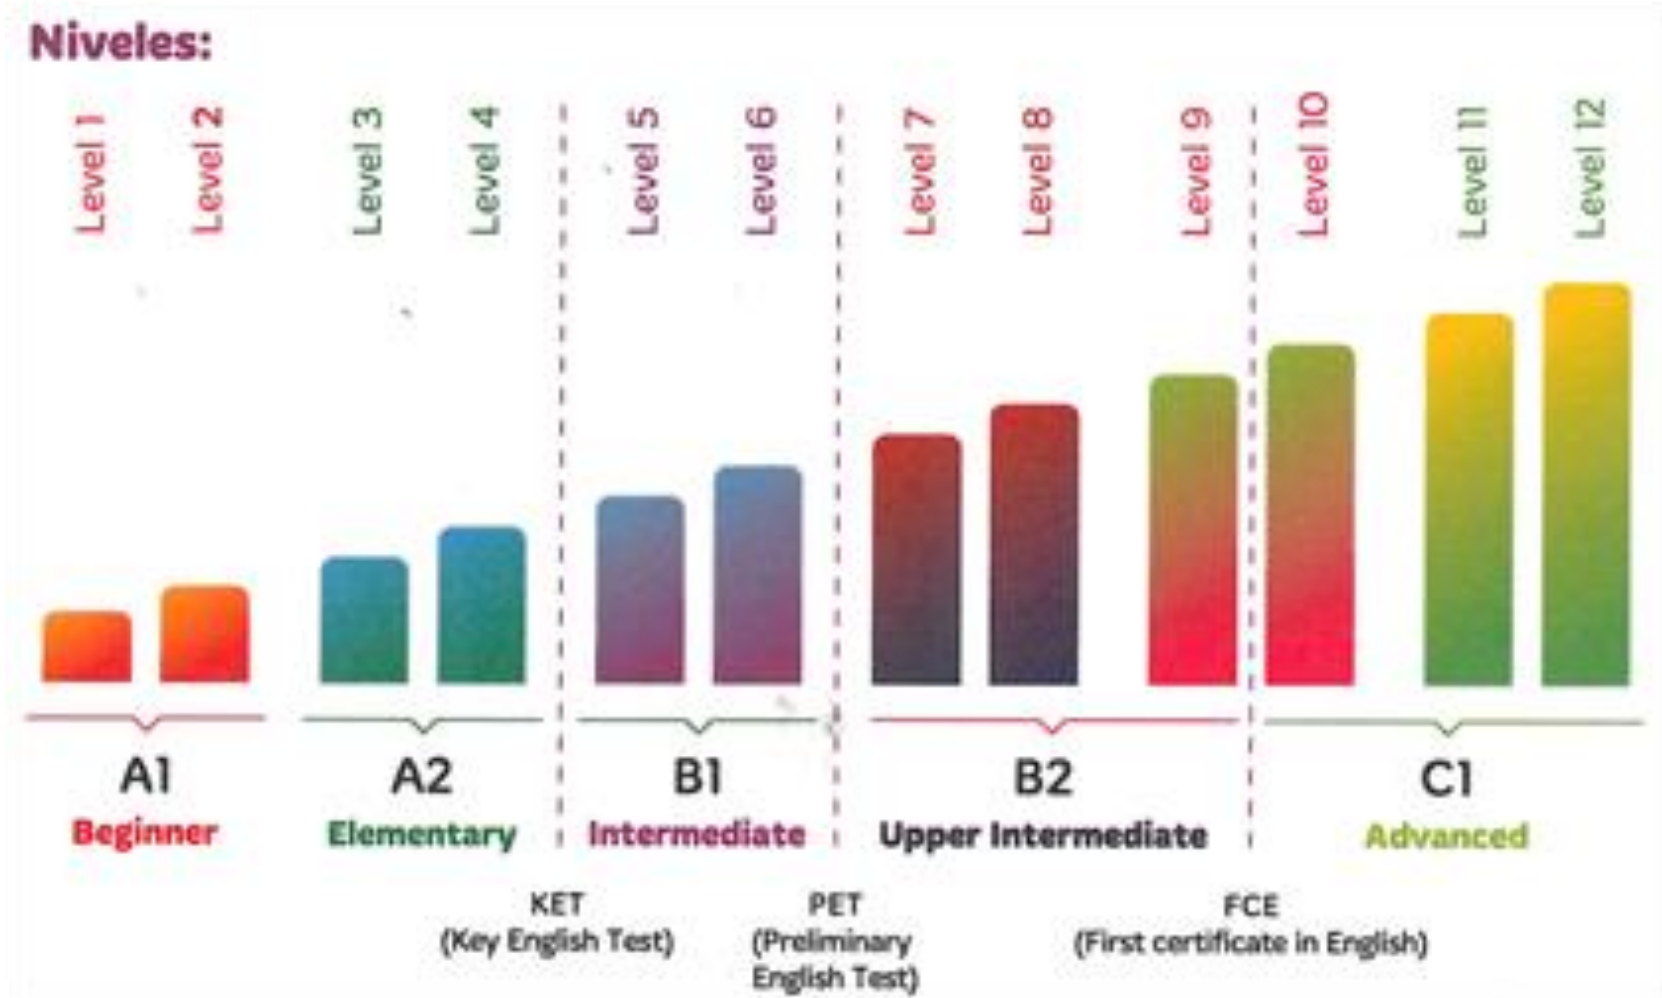 Niveles:
Level 1
Level 2
Level 3
Level 4
Level 5
Level 6
Level 7
Level 8
Level 9
Level 10
Level 11
Level 12
A1
Beginner
A2
Elementary
B1
Intermediate
B2
Upper Intermediate
C1
Advanced
KET
(Key English Test)
PET
(Preliminary
English Test)
FCE
(First certificate in English)